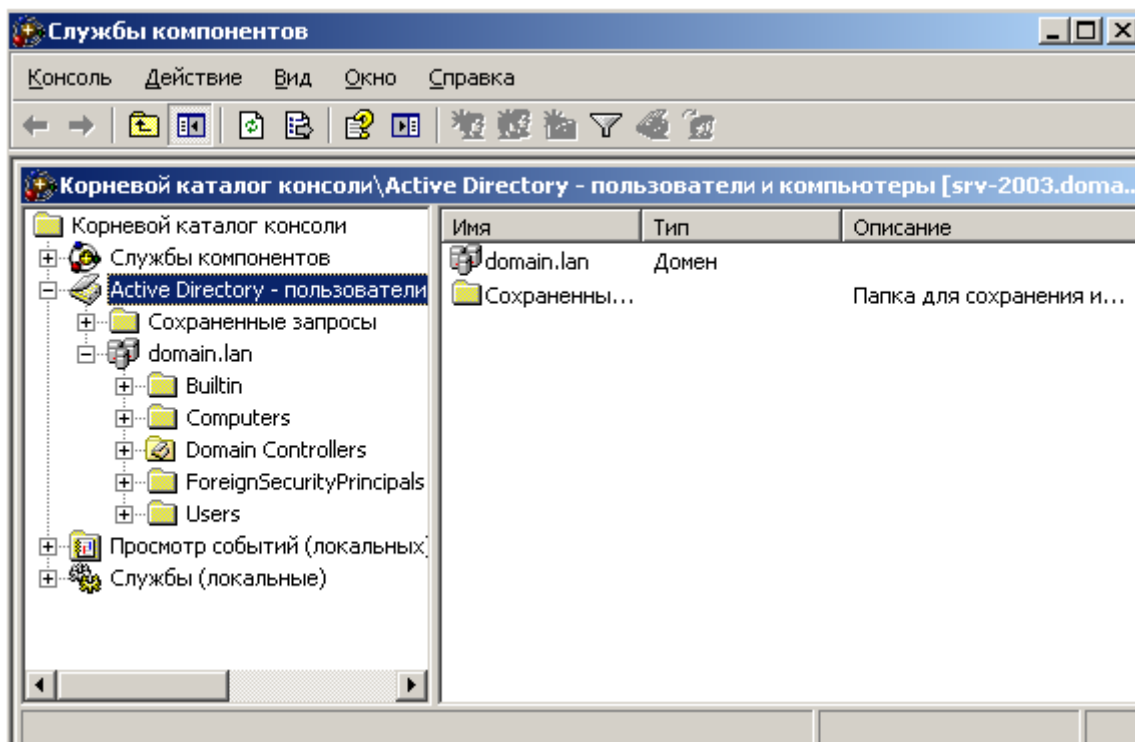 Службы компонентов
Консоль Действие Вид Окно Справка
Корневой каталог консоли\Active Directory - пользователи и компьютеры [srv-2003.doma...
Корневой каталог консоли
Службы компонентов
Active Directory - пользователи
Сохраненные запросы
domain.lan
Builtin
Computers
Domain Controllers
ForeignSecurityPrincipals
Users
Просмотр событий (локальных)
Службы (локальные)
Имя Тип Описание
domain.lan Домен
Сохраненны... Папка для сохранения и...